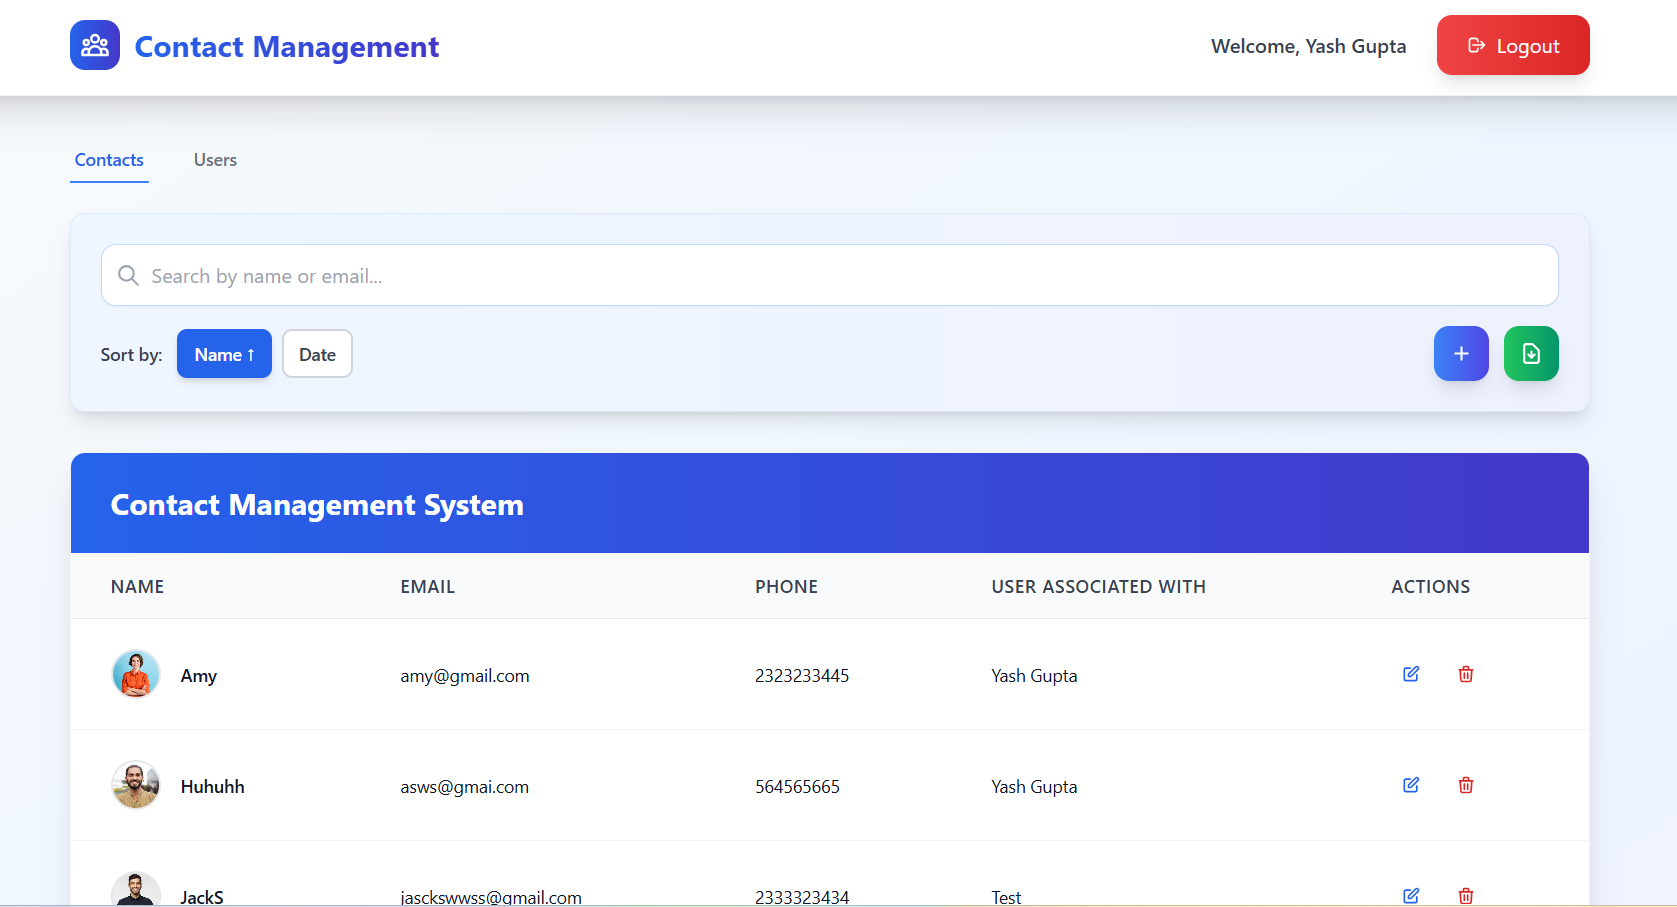 Contact Management
Welcome, Yash Gupta
Logout
Contacts Users
Search by name or email...
Sort by: Name ↑ Date
Contact Management System
NAME EMAIL PHONE USER ASSOCIATED WITH ACTIONS
Amy amy@gmail.com 2323233445 Yash Gupta
Huhuhh asws@gmai.com 564565665 Yash Gupta
JackS jasckswwss@gmail.com 2333323434 Test